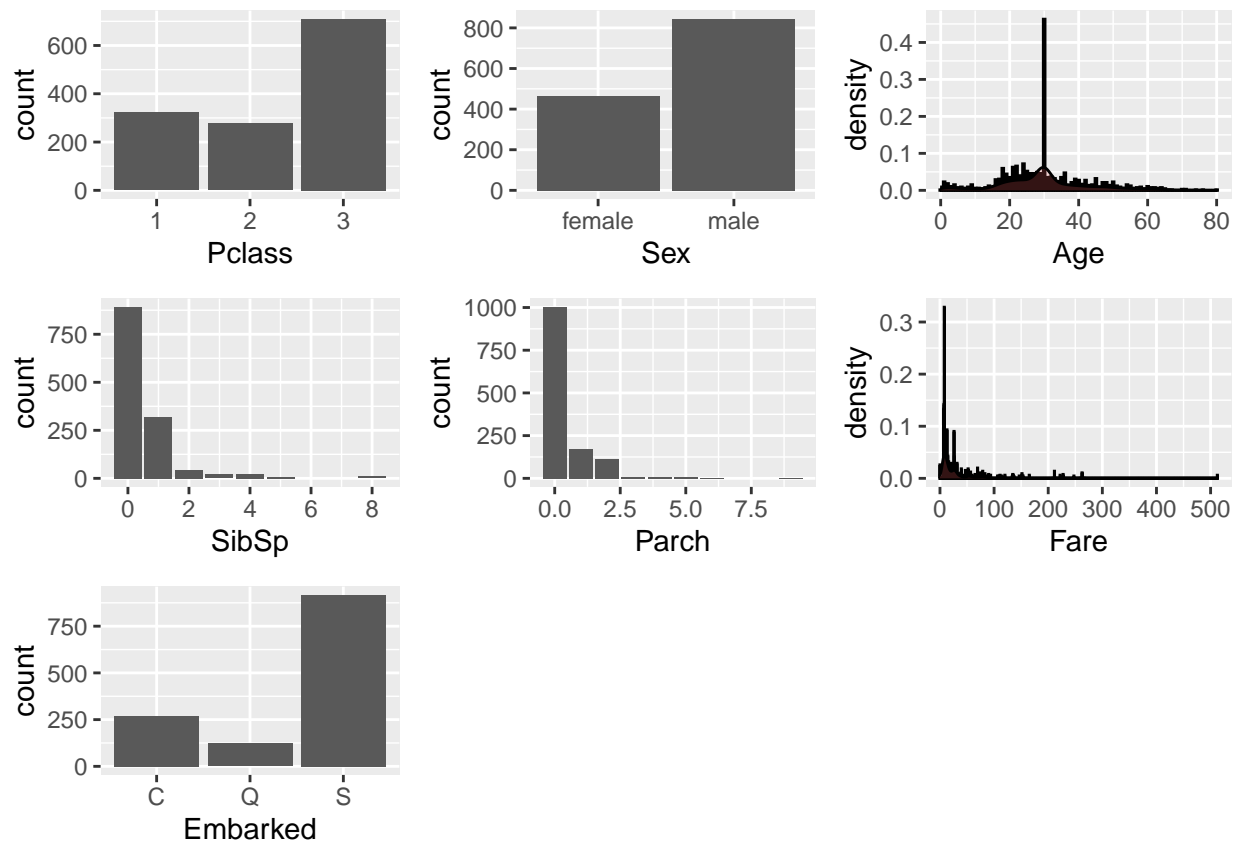 count
600
400
200
0
1 2 3
Pclass
count
800
600
400
200
0
female male
Sex
density
0.4
0.3
0.2
0.1
0.0
0 20 40 60 80
Age
count
750
500
250
0
0 2 4 6 8
SibSp
count
1000
750
500
250
0
0.0 2.5 5.0 7.5
Parch
density
0.3
0.2
0.1
0.0
0 100 200 300 400 500
Fare
count
750
500
250
0
C Q S
Embarked